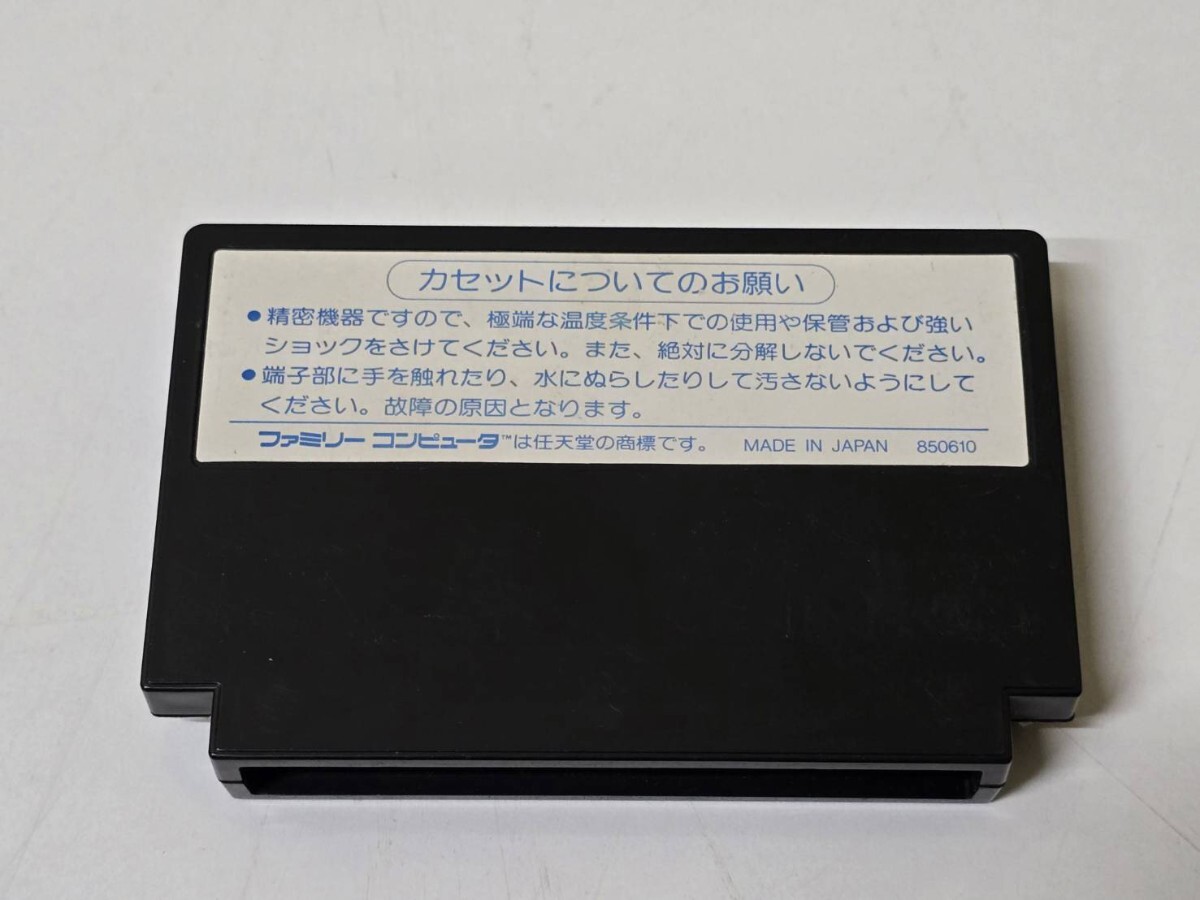 カセットについてのお願い
●精密機器ですので、極端な温度条件下での使用や保管および強い
ショックをさけてください。また、絶対に分解しないでください。
●端子部に手を触れたり、水にぬらしたりして汚さないようにして
ください。故障の原因となります。
ファミリーコンピュータ™は任天堂の商標です。 MADE IN JAPAN 850610